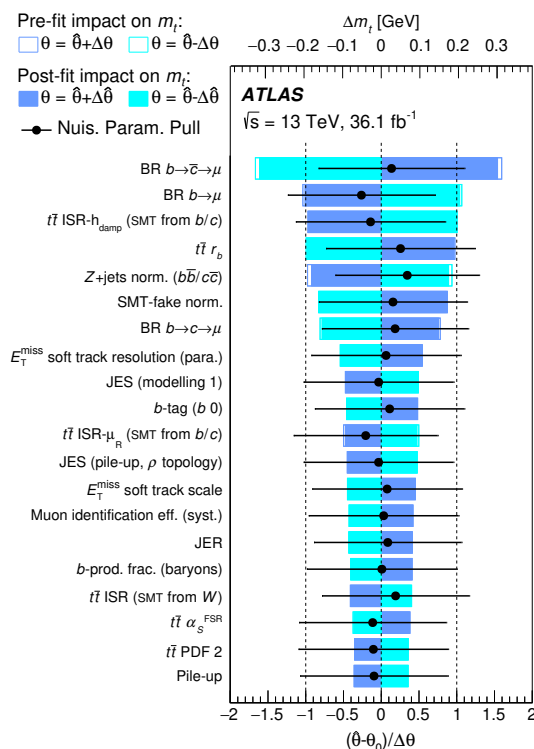 Pre-fit impact on mₜ:
θ = θ̂+Δθ θ = θ̂-Δθ
Post-fit impact on mₜ:
θ = θ̂+Δθ̂ θ = θ̂-Δθ̂
Nuis. Param. Pull
Δmₜ [GeV]
−0.3 −0.2 −0.1 0 0.1 0.2 0.3
ATLAS
√s = 13 TeV, 36.1 fb⁻¹
BR b→c̅→μ
BR b→μ
tt̅ ISR-h_damp (SMT from b/c)
tt̅ r_b
Z+jets norm. (bb̅/cc̅)
SMT-fake norm.
BR b→c→μ
E_T^miss soft track resolution (para.)
JES (modelling 1)
b-tag (b 0)
tt̅ ISR-μ_R (SMT from b/c)
JES (pile-up, ρ topology)
E_T^miss soft track scale
Muon identification eff. (syst.)
JER
b-prod. frac. (baryons)
tt̅ ISR (SMT from W)
tt̅ α_S^FSR
tt̅ PDF 2
Pile-up
−2 −1.5 −1 −0.5 0 0.5 1 1.5 2
(θ̂-θ₀)/Δθ